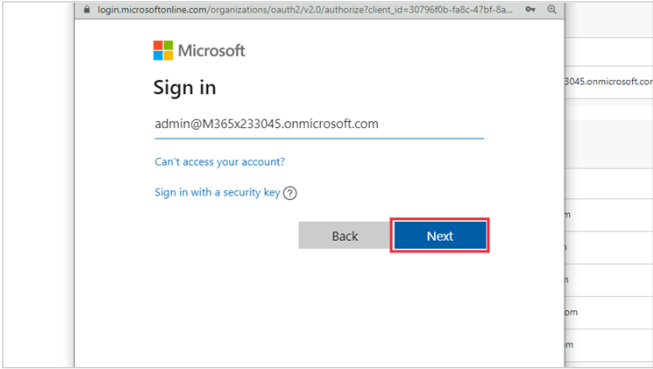 login.microsoftonline.com/organizations/oauth2/v2.0/authorize?client_id=30796f0b-fa8c-47bf-8a...
Microsoft
Sign in
3045.onmicrosoft.com
admin@M365x233045.onmicrosoft.com
Can't access your account?
Sign in with a security key ?
Back Next
m
n
om
m